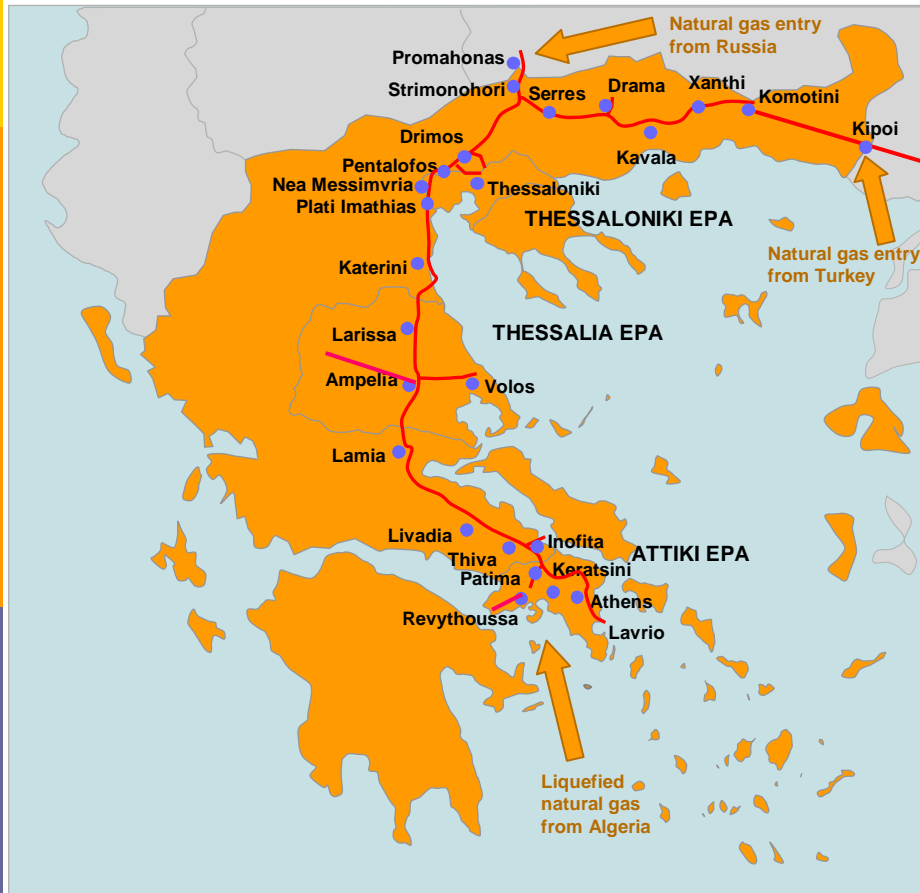 Natural gas entry
from Russia
Promahonas
Strimonohori
Serres
Drama
Xanthi
Komotini
Kipoi
Kavala
Drimos
Pentalofos
Nea Messimvria
Thessaloniki
Plati Imathias
THESSALONIKI EPA
Natural gas entry
from Turkey
Katerini
Larissa
THESSALIA EPA
Ampelia
Volos
Lamia
Livadia
Inofita
ATTIKI EPA
Thiva
Keratsini
Patima
Athens
Revythoussa
Lavrio
Liquefied
natural gas
from Algeria